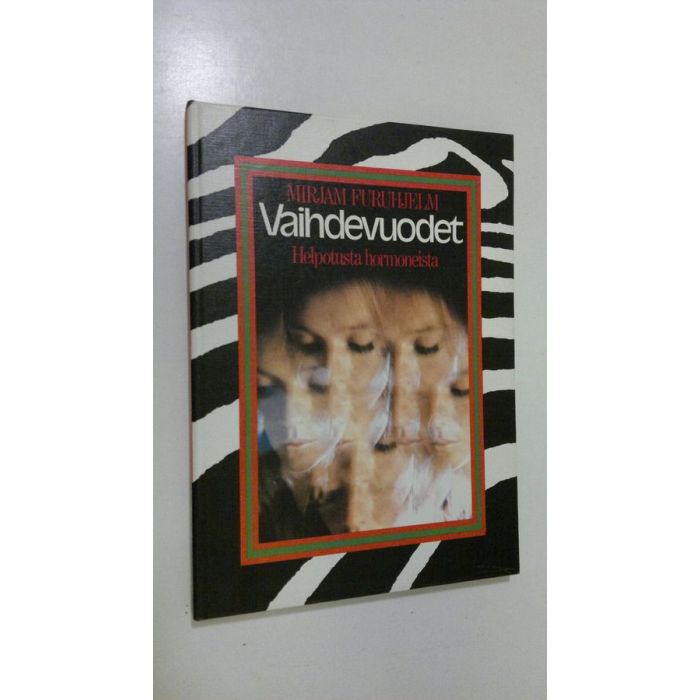 MIRJAM FURUHJELM
Vaihdevuodet
Helpotusta hormoneista